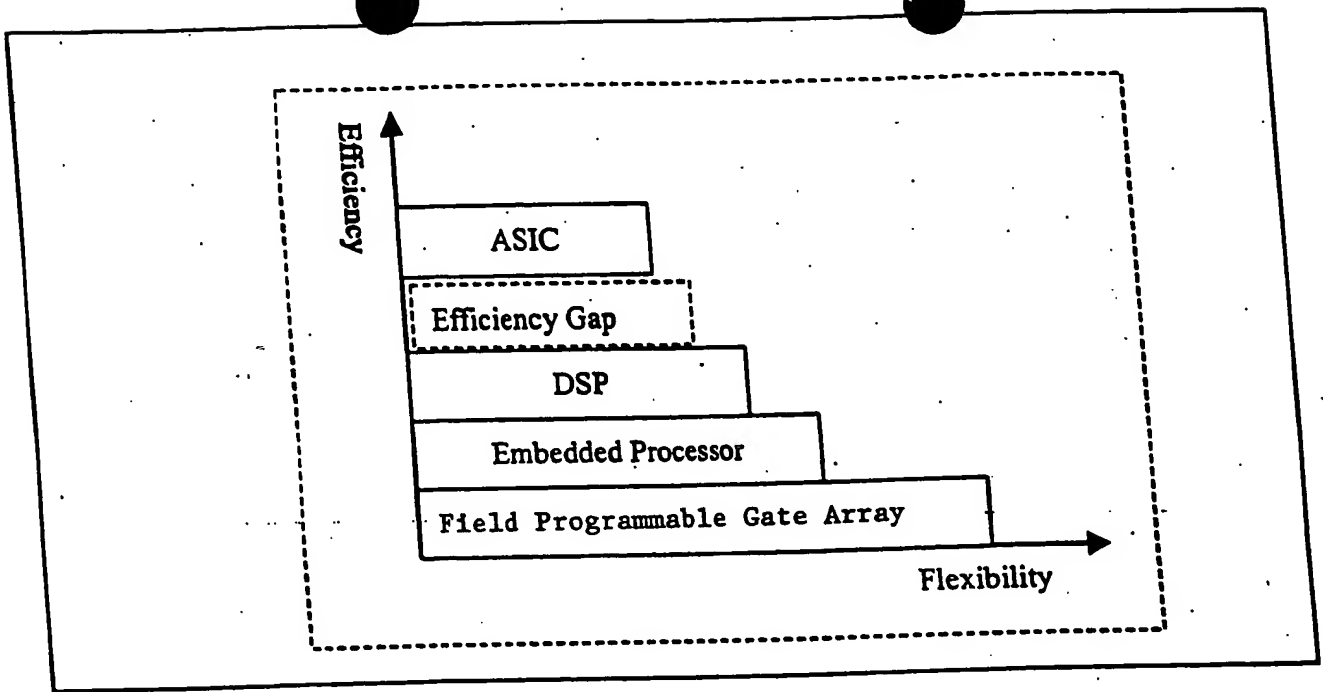 Efficiency
ASIC
Efficiency Gap
DSP
Embedded Processor
Field Programmable Gate Array
Flexibility